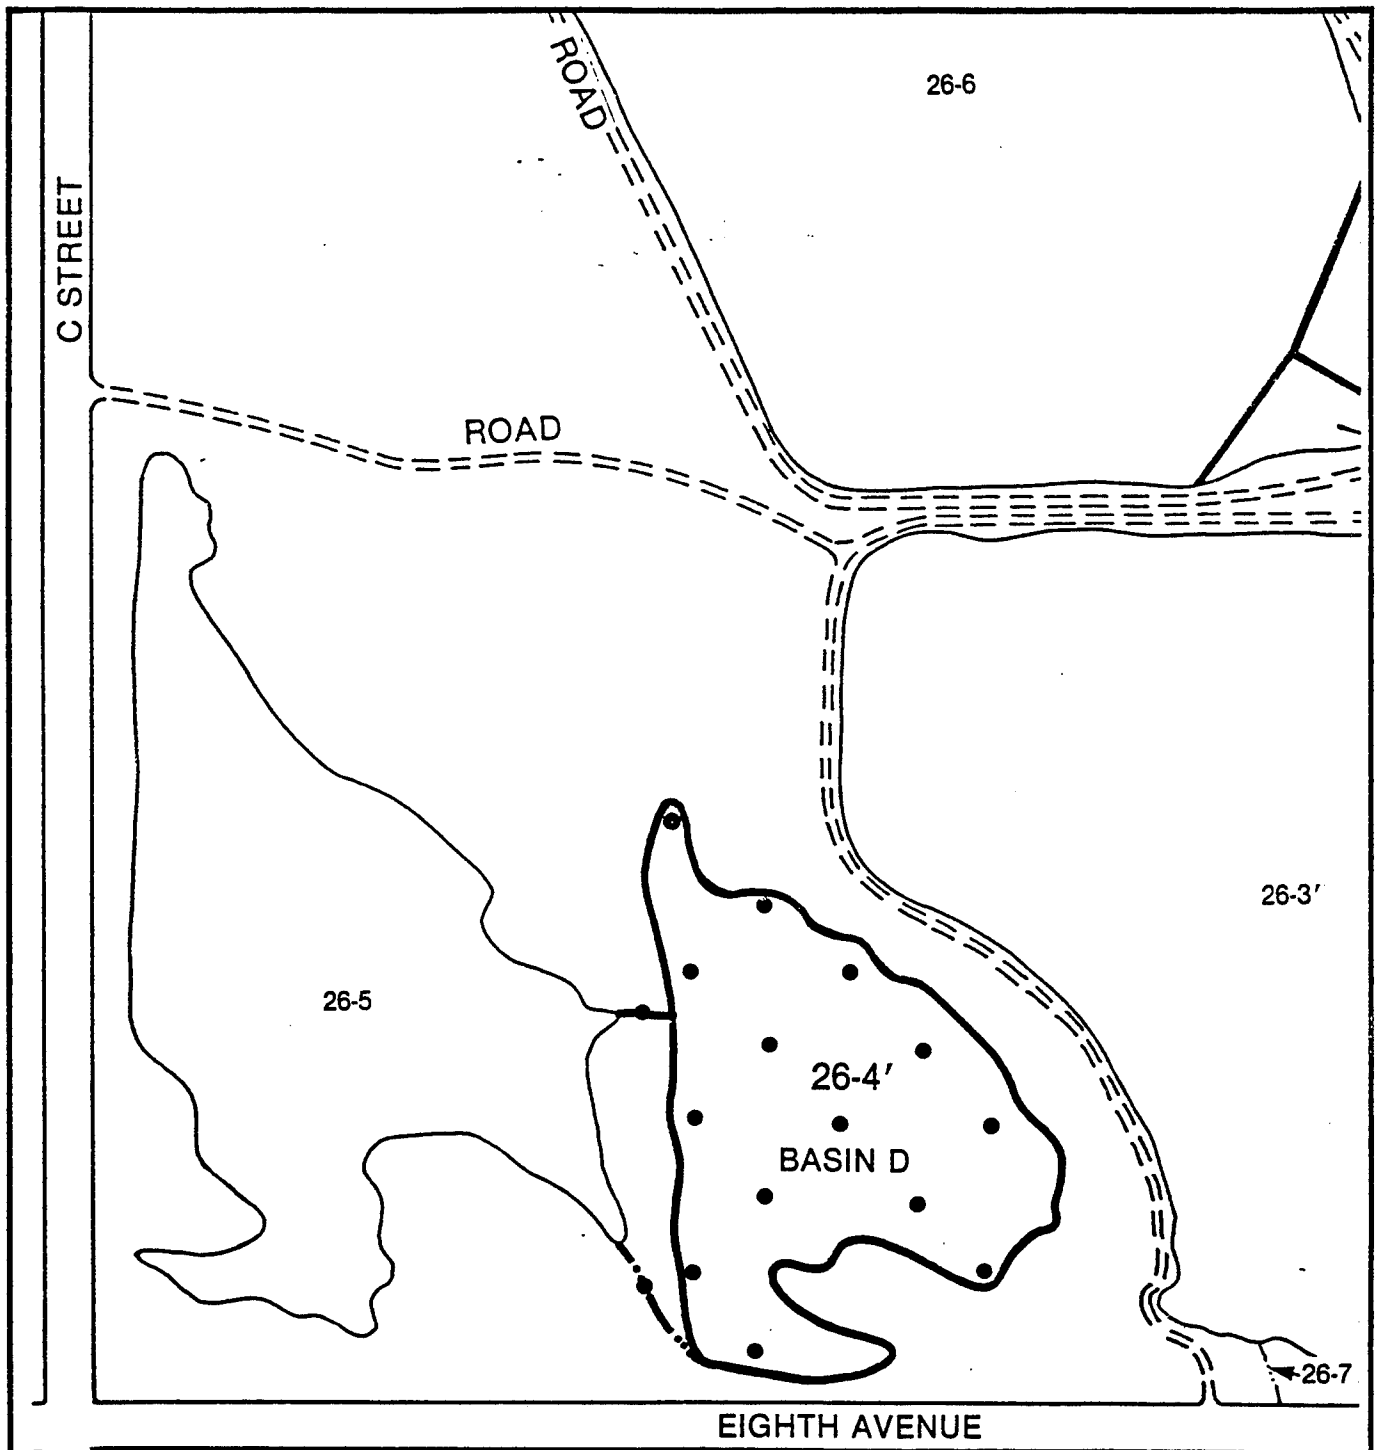 ROAD
26-6
C STREET
ROAD
26-3'
26-5
26-4'
BASIN D
26-7
EIGHTH AVENUE